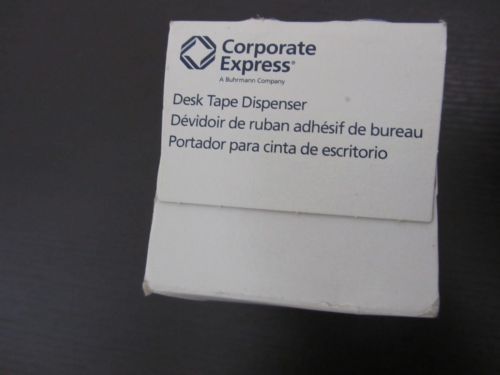 Corporate
Express®
A Buhrmann Company
Desk Tape Dispenser
Dévidoir de ruban adhésif de bureau
Portador para cinta de escritorio